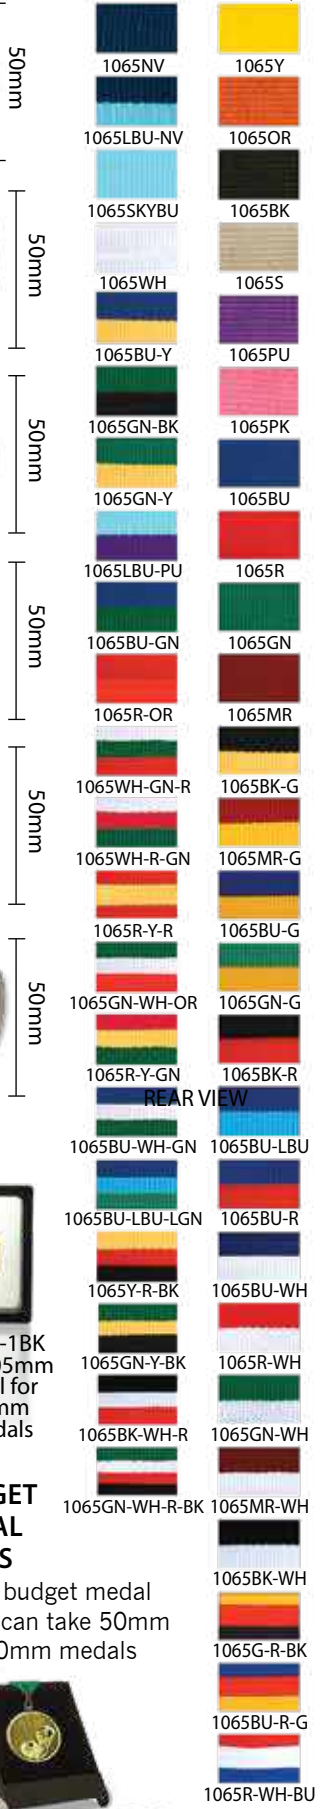 50mm
50mm
50mm
50mm
50mm
50mm
1065NV
1065LBU-NV
1065SKYBU
1065WH
1065BU-Y
1065GN-BK
1065GN-Y
1065LBU-PU
1065BU-GN
1065R-OR
1065WH-GN-R
1065WH-R-GN
1065R-Y-R
1065GN-WH-OR
1065R-Y-GN
REAR VIEW
1065BU-WH-GN
1065BU-LBU-LGN
1065Y-R-BK
1065GN-Y-BK
1065BK-WH-R
1065GN-WH-R-BK
1065Y
1065OR
1065BK
1065S
1065PU
1065PK
1065BU
1065R
1065GN
1065MR
1065BK-G
1065MR-G
1065BU-G
1065GN-G
1065BK-R
1065BU-LBU
1065BU-R
1065BU-WH
1065R-WH
1065GN-WH
1065MR-WH
1065BK-WH
1065G-R-BK
1065BU-R-G
1065R-WH-BU
-1BK
05mm
l for
mm
dals
GET
AL
S
budget medal
can take 50mm
0mm medals